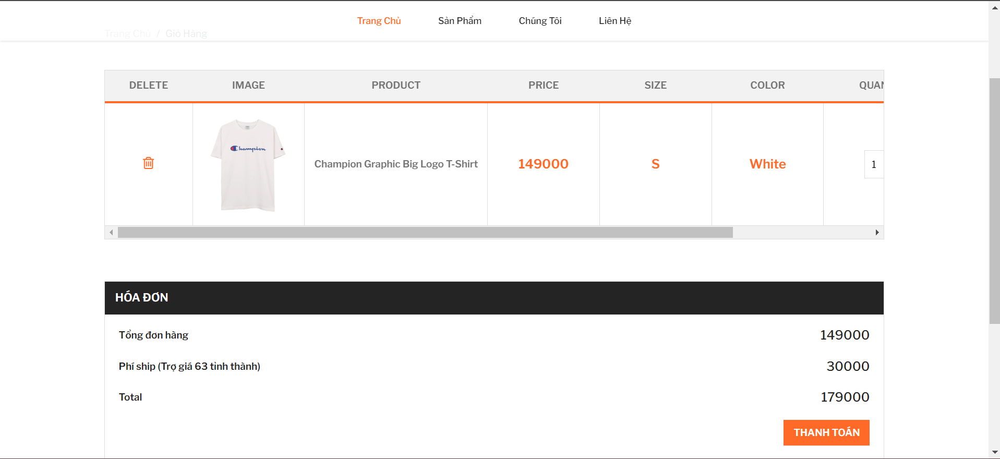 Trang Chủ Sản Phẩm Chúng Tôi Liên Hệ
Trang Chủ / Giỏ Hàng
DELETE IMAGE PRODUCT PRICE SIZE COLOR QUAN
Champion
Champion Graphic Big Logo T-Shirt 149000 S White 1
HÓA ĐƠN
Tổng đơn hàng 149000
Phí ship (Trợ giá 63 tỉnh thành) 30000
Total 179000
THANH TOÁN